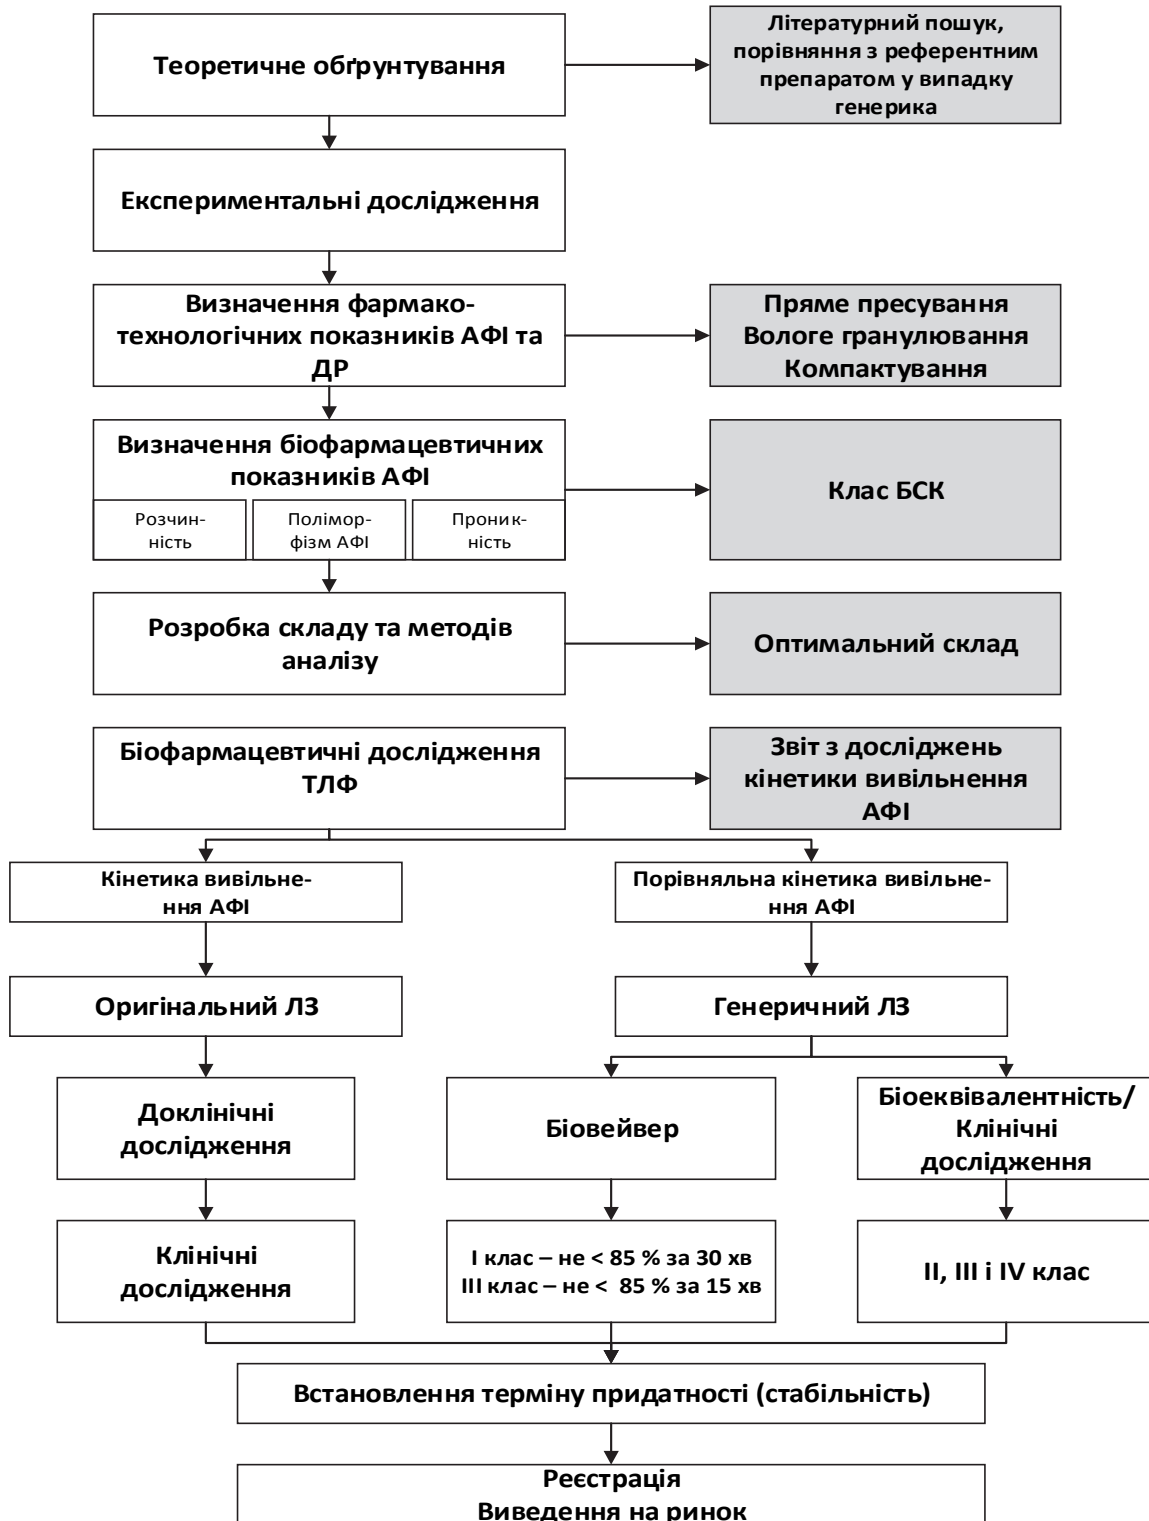 Теоретичне обґрунтування
Літературний пошук,
порівняння з референтним
препаратом у випадку
генерика
Експериментальні дослідження
Визначення фармако-
технологічних показників АФІ та
ДР
Пряме пресування
Вологе гранулювання
Компактування
Визначення біофармацевтичних
показників АФІ
Розчин-
ність
Полімор-
фізм АФІ
Проник-
ність
Клас БСК
Розробка складу та методів
аналізу
Оптимальний склад
Біофармацевтичні дослідження
ТЛФ
Звіт з досліджень
кінетики вивільнення
АФІ
Кінетика вивільне-
ння АФІ
Порівняльна кінетика вивільне-
ння АФІ
Оригінальний ЛЗ
Генеричний ЛЗ
Доклінічні
дослідження
Біовейвер
Біоеквівалентність/
Клінічні
дослідження
Клінічні
дослідження
I клас – не < 85 % за 30 хв
III клас – не < 85 % за 15 хв
II, III і IV клас
Встановлення терміну придатності (стабільність)
Реєстрація
Виведення на ринок